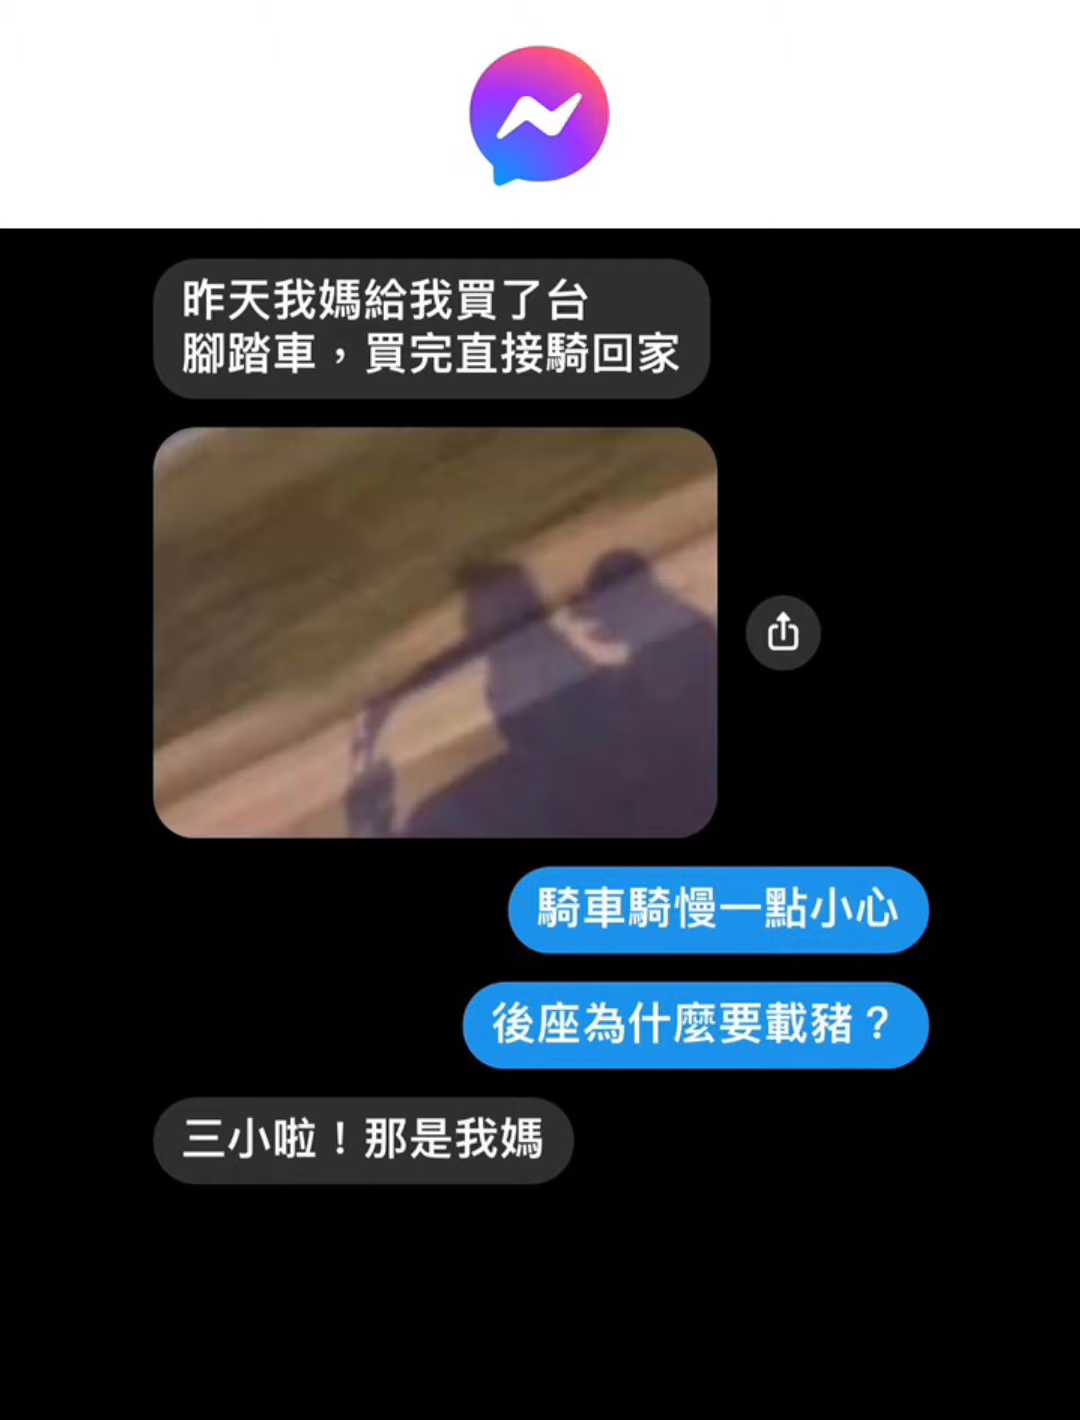 昨天我媽給我買了台
腳踏車，買完直接騎回家
騎車騎慢一點小心
後座為什麼要載豬？
三小啦！那是我媽